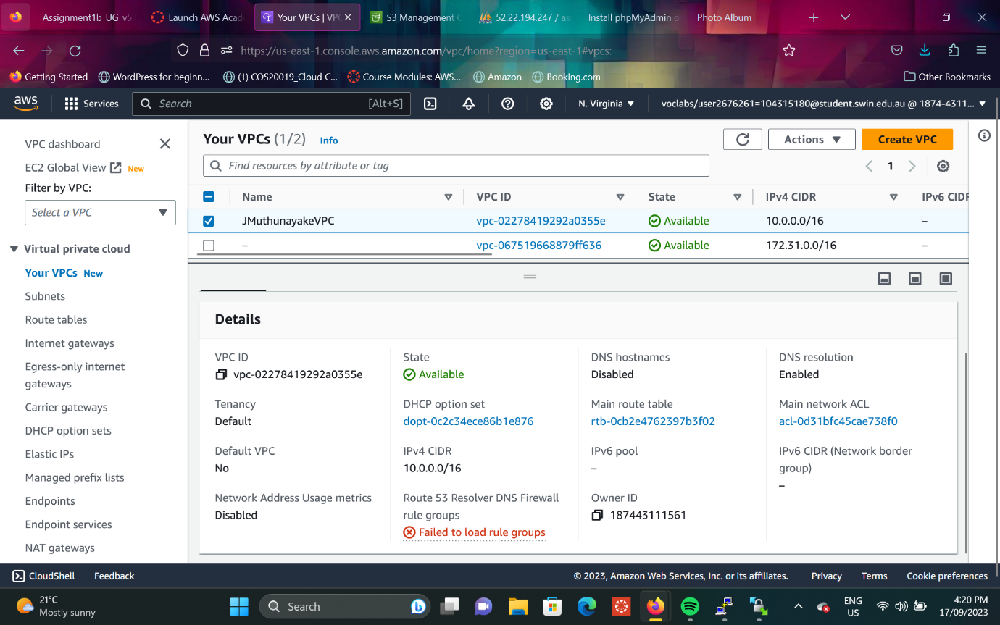 Assignment1b_UG_v5.
Launch AWS Acad
Your VPCs | VPC
S3 Management C
52.22.194.247 / as
Install phpMyAdmin o
Photo Album
https://us-east-1.console.aws.amazon.com/vpc/home?region=us-east-1#vpcs:
Getting Started
WordPress for beginn...
(1) COS20019_Cloud C...
Course Modules: AWS...
Amazon
Booking.com
Other Bookmarks
aws
Services
Search
[Alt+S]
N. Virginia
voclabs/user2676261=104315180@student.swin.edu.au @ 1874-4311...
VPC dashboard
EC2 Global View
New
Filter by VPC:
Select a VPC
Virtual private cloud
Your VPCs New
Subnets
Route tables
Internet gateways
Egress-only internet
gateways
Carrier gateways
DHCP option sets
Elastic IPs
Managed prefix lists
Endpoints
Endpoint services
NAT gateways
Your VPCs (1/2) Info
Actions
Create VPC
Find resources by attribute or tag
1
Name VPC ID State IPv4 CIDR IPv6 CIDR
JMuthunayakeVPC vpc-02278419292a0355e Available 10.0.0.0/16 –
– vpc-067519668879ff636 Available 172.31.0.0/16 –
Details
VPC ID
vpc-02278419292a0355e
State
Available
DNS hostnames
Disabled
DNS resolution
Enabled
Tenancy
Default
DHCP option set
dopt-0c2c34ece86b1e876
Main route table
rtb-0cb2e4762397b3f02
Main network ACL
acl-0d31bfc45cae738f0
Default VPC
No
IPv4 CIDR
10.0.0.0/16
IPv6 pool
–
IPv6 CIDR (Network border
group)
–
Network Address Usage metrics
Disabled
Route 53 Resolver DNS Firewall
rule groups
Failed to load rule groups
Owner ID
187443111561
CloudShell
Feedback
© 2023, Amazon Web Services, Inc. or its affiliates.
Privacy
Terms
Cookie preferences
21°C
Mostly sunny
Search
ENG
US
4:20 PM
17/09/2023